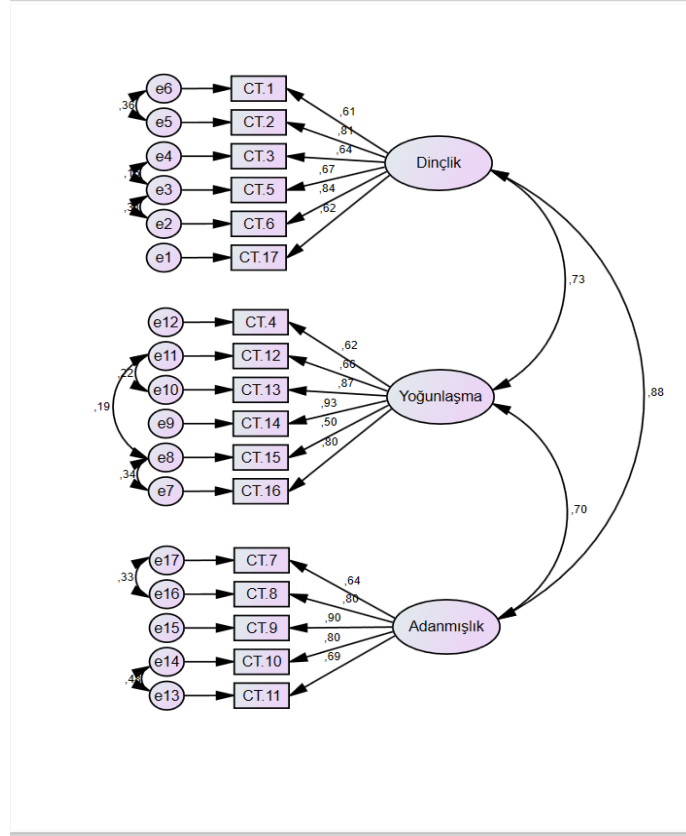 e6 CT.1
,36 ,61
e5 CT.2
,81
e4 CT.3 ,64
Dinçlik
,67
e3 CT.5
,84
e2 CT.6
,62
e1 CT.17
,73
e12 CT.4
,62
e11 CT.12
,66
,22
e10 CT.13 ,87
Yoğunlaşma
,88
,93
,19
e9 CT.14
,50
e8 CT.15
,80
,34
e7 CT.16
,70
e17 CT.7
,33 ,64
e16 CT.8
,80
e15 CT.9 ,90
Adanmışlık
,80
e14 CT.10
,69
e13 CT.11